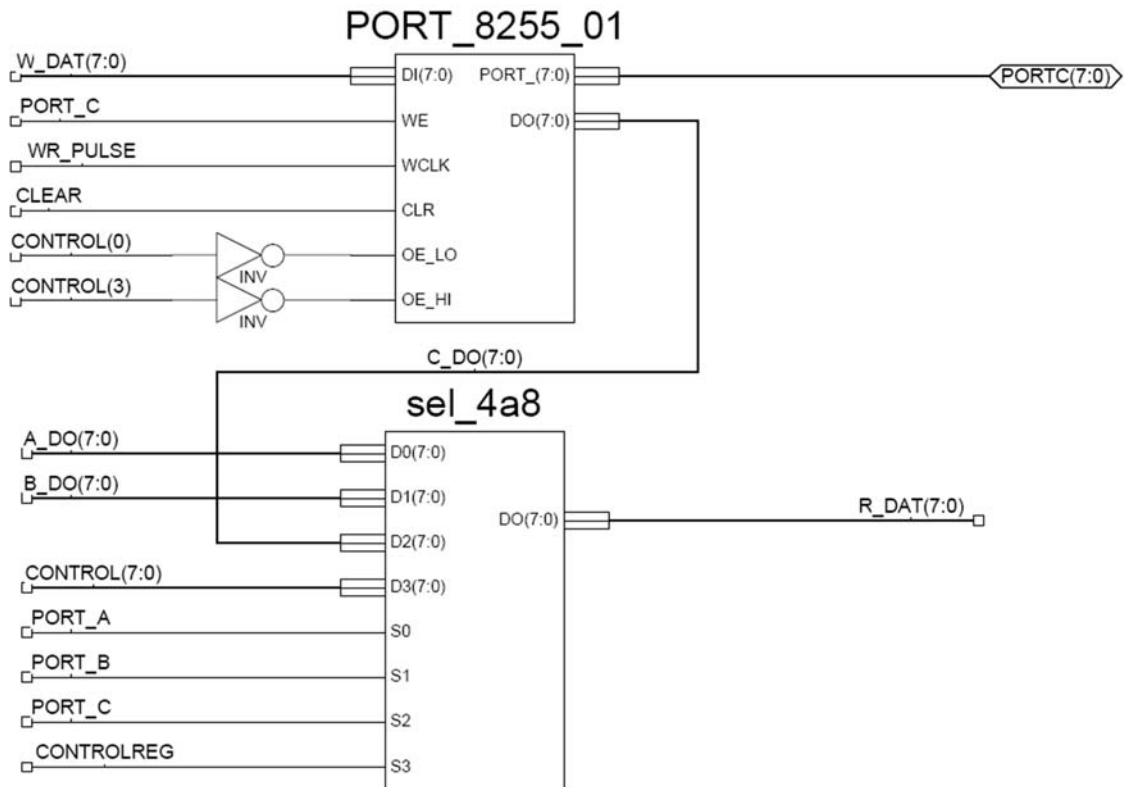 PORT_8255_01
W_DAT(7:0)
DI(7:0)
PORT_(7:0)
PORTC(7:0)
PORT_C
WE
DO(7:0)
WR_PULSE
WCLK
CLEAR
CLR
CONTROL(0)
INV
OE_LO
CONTROL(3)
INV
OE_HI
C_DO(7:0)
sel_4a8
A_DO(7:0)
D0(7:0)
B_DO(7:0)
D1(7:0)
DO(7:0)
R_DAT(7:0)
D2(7:0)
CONTROL(7:0)
D3(7:0)
PORT_A
S0
PORT_B
S1
PORT_C
S2
CONTROLREG
S3